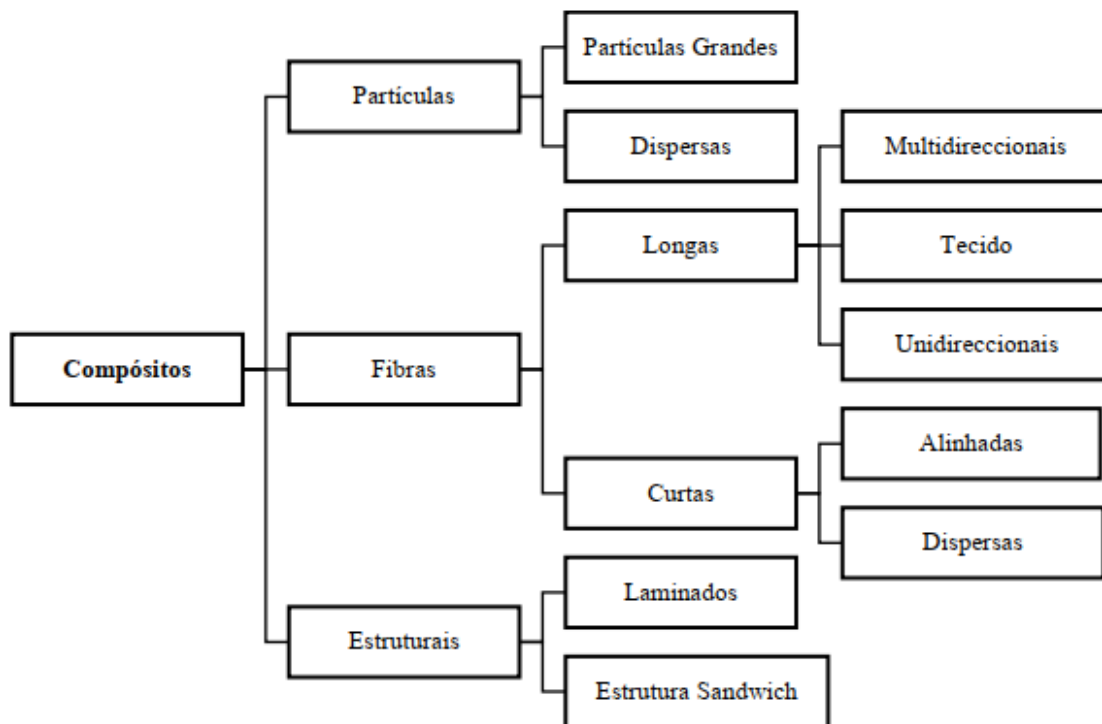 Compósitos
Partículas
Partículas Grandes
Dispersas
Fibras
Longas
Multidireccionais
Tecido
Unidireccionais
Curtas
Alinhadas
Dispersas
Estruturais
Laminados
Estrutura Sandwich